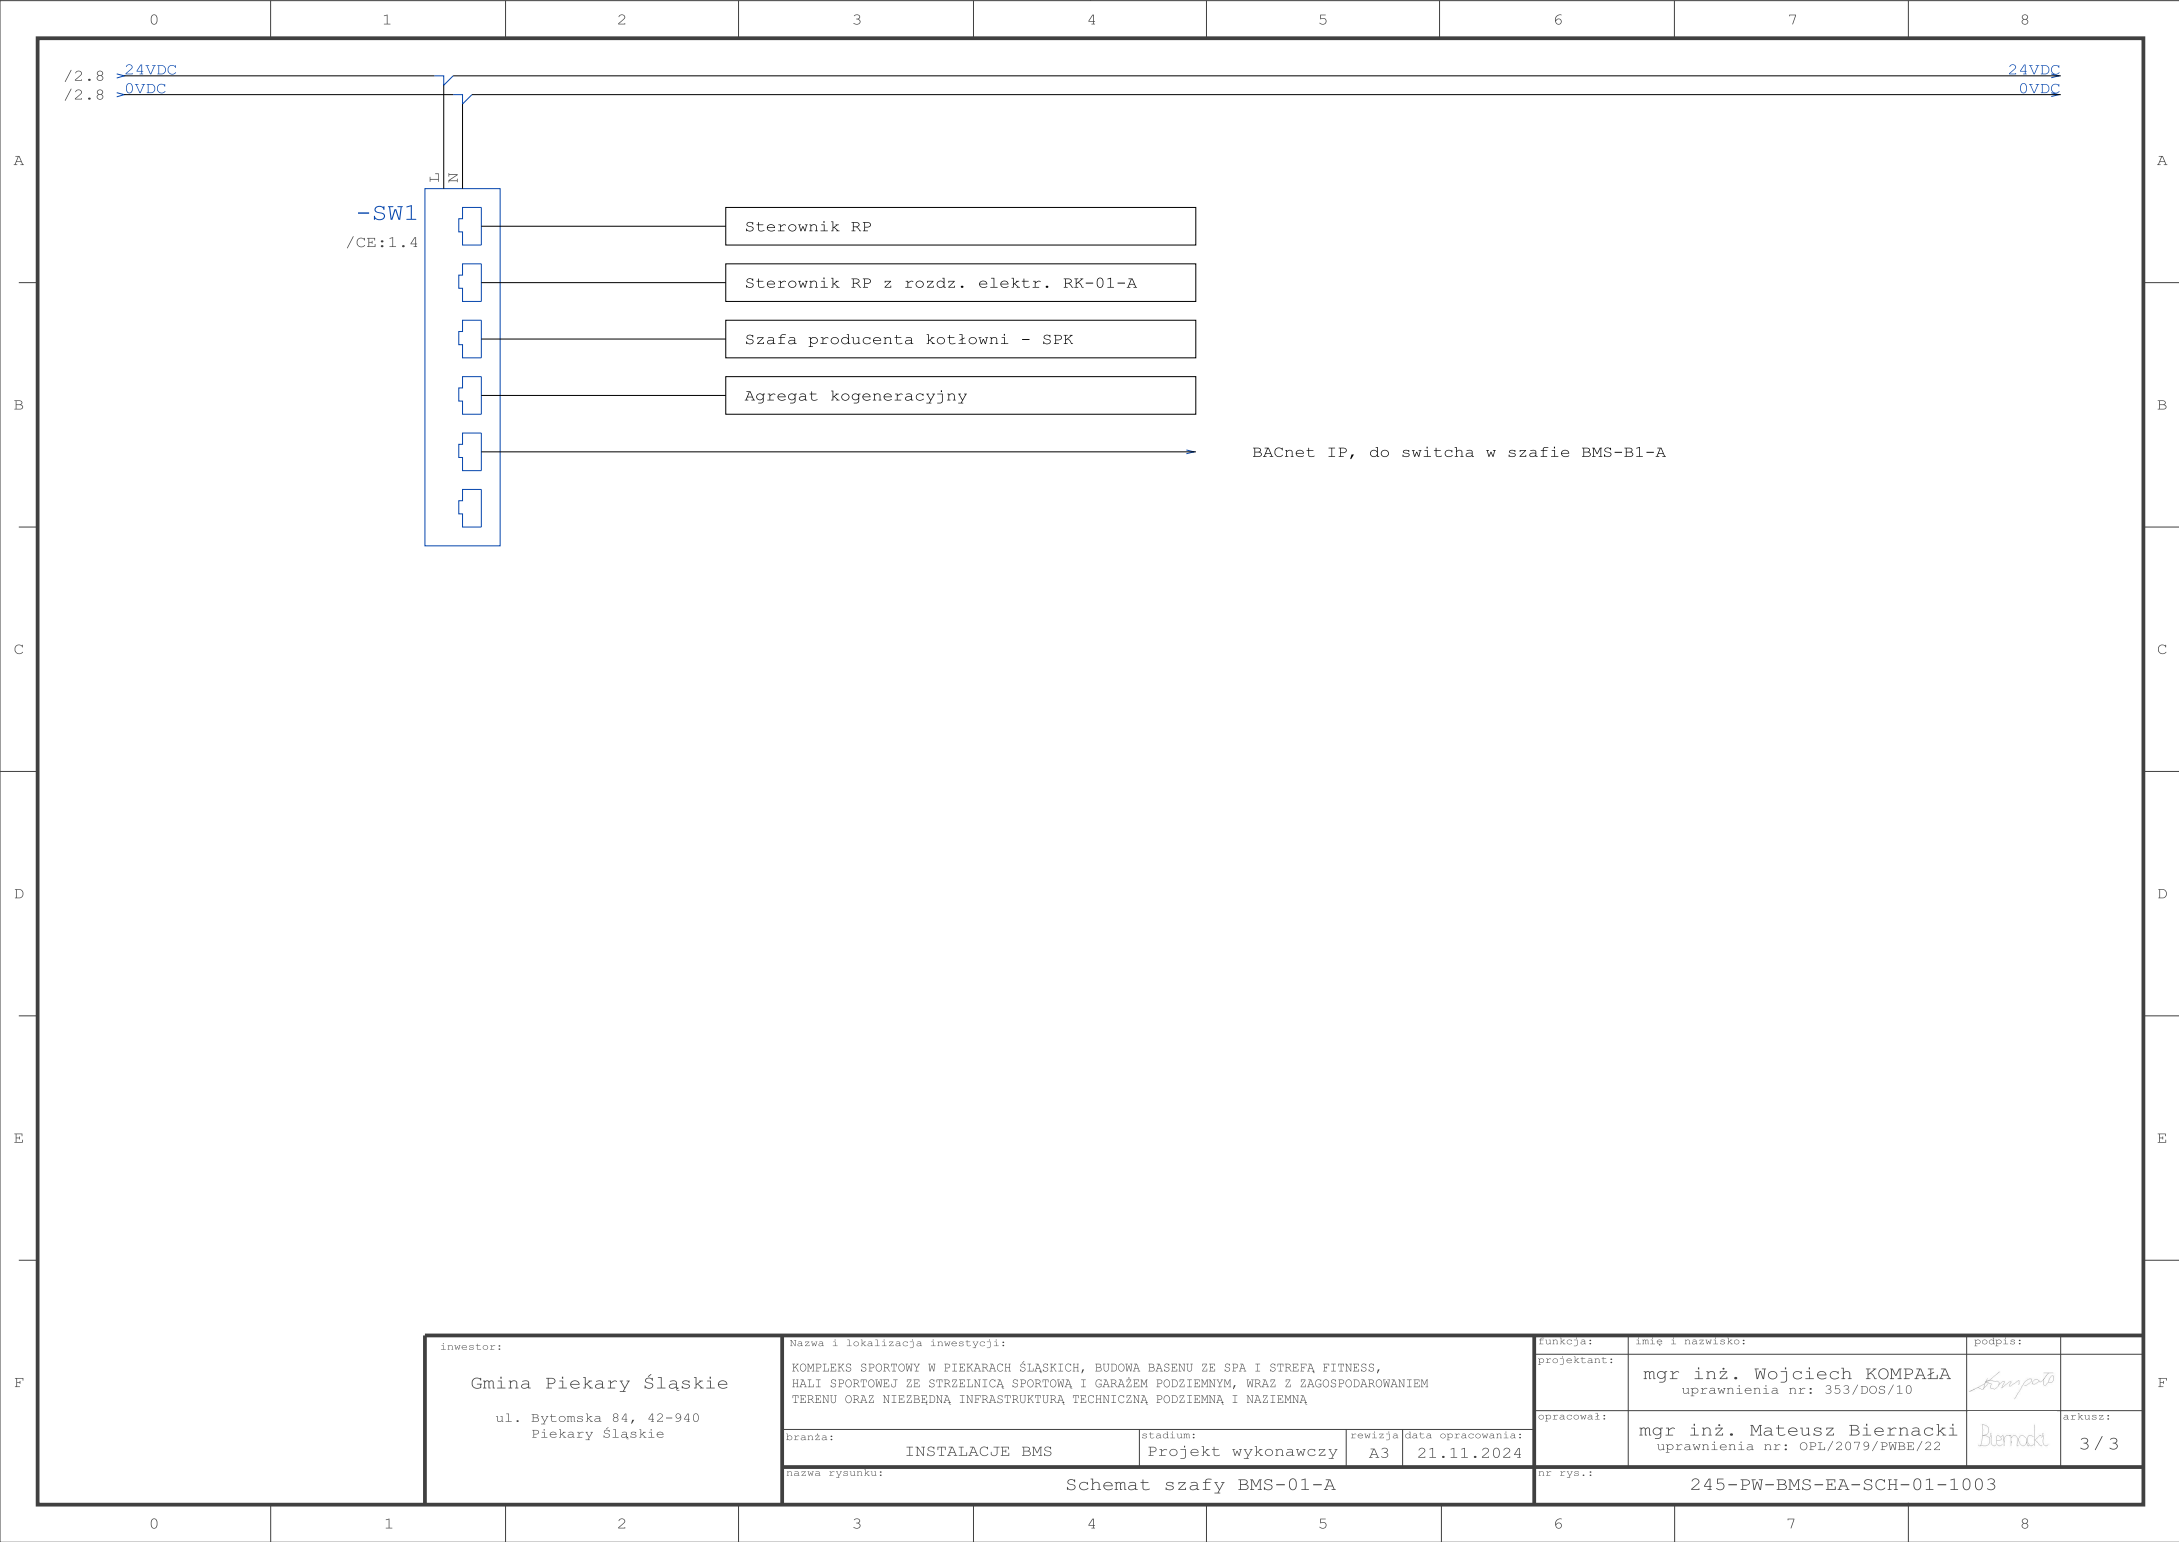 0 1 2 3 4 5 6 7 8
/2.8 24VDC 24VDC
/2.8 0VDC 0VDC
A A
L N
-SW1
/CE:1.4
Sterownik RP
Sterownik RP z rozdz. elektr. RK-01-A
Szafa producenta kotłowni - SPK
Agregat kogeneracyjny
B B
BACnet IP, do switcha w szafie BMS-B1-A
C C
D D
E E
F F
inwestor:
Gmina Piekary Śląskie
ul. Bytomska 84, 42-940
Piekary Śląskie
Nazwa i lokalizacja inwestycji:
KOMPLEKS SPORTOWY W PIEKARACH ŚLĄSKICH, BUDOWA BASENU ZE SPA I STREFĄ FITNESS,
HALI SPORTOWEJ ZE STRZELNICĄ SPORTOWĄ I GARAŻEM PODZIEMNYM, WRAZ Z ZAGOSPODAROWANIEM
TERENU ORAZ NIEZBĘDNĄ INFRASTRUKTURĄ TECHNICZNĄ PODZIEMNĄ I NAZIEMNĄ
branża:
INSTALACJE BMS
stadium:
Projekt wykonawczy
rewizja
A3
data opracowania:
21.11.2024
nazwa rysunku:
Schemat szafy BMS-01-A
funkcja: imię i nazwisko: podpis:
projektant:
mgr inż. Wojciech KOMPAŁA
uprawnienia nr: 353/DOS/10
Kompała
opracował:
mgr inż. Mateusz Biernacki
uprawnienia nr: OPL/2079/PWBE/22
Biernacki
arkusz:
3/3
nr rys.:
245-PW-BMS-EA-SCH-01-1003
0 1 2 3 4 5 6 7 8